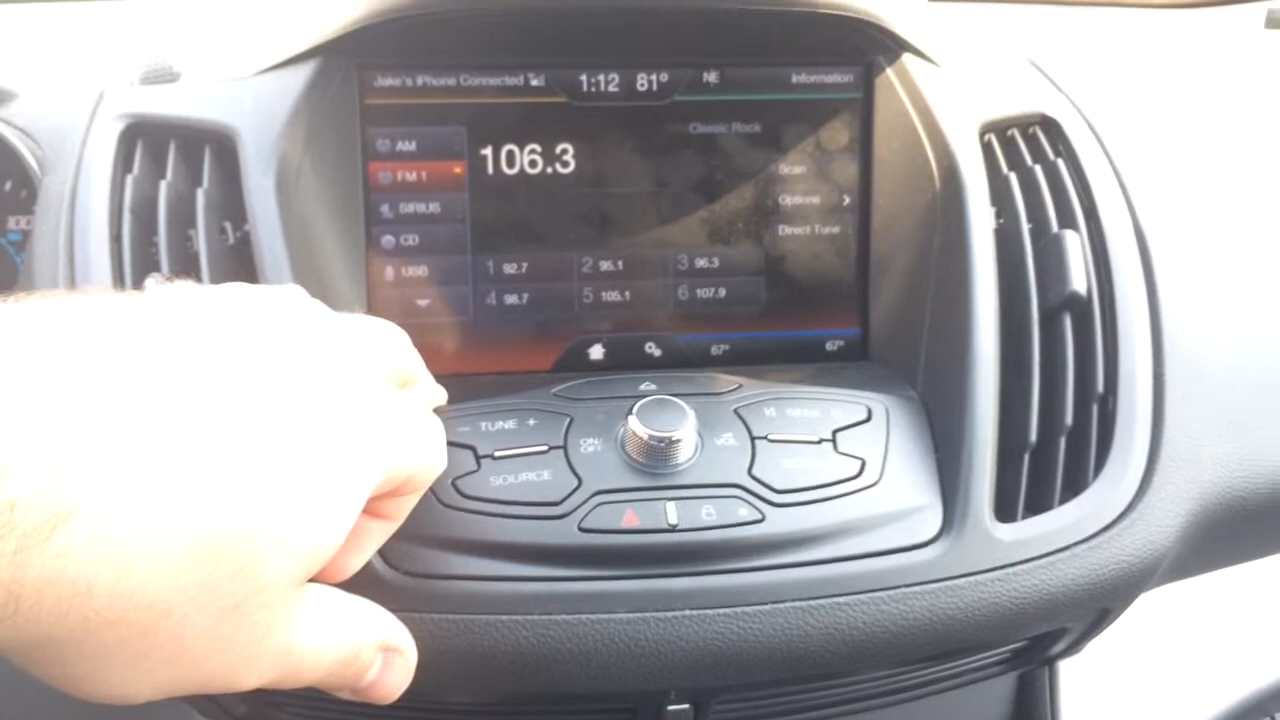 Jake's iPhone Connected 1:12 81° NE Information
Classic Rock
AM
106.3
FM 1
Scan
SIRIUS
Options >
CD
Direct Tune
USB
1 92.7 2 95.1 3 96.3
4 98.7 5 105.1 6 107.9
67° 67°
− TUNE +
SEEK
ON/OFF
VOL
SOURCE
100